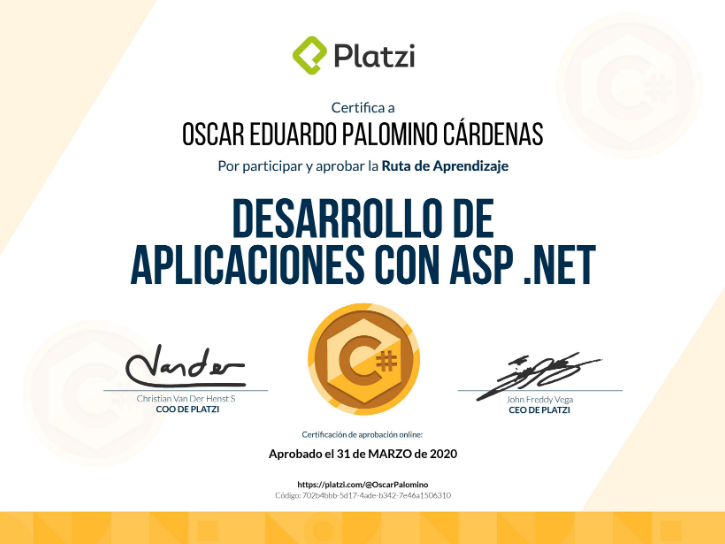 Platzi
Certifica a
OSCAR EDUARDO PALOMINO CÁRDENAS
Por participar y aprobar la Ruta de Aprendizaje
DESARROLLO DE
APLICACIONES CON ASP .NET
C#
Vander
Christian Van Der Henst S
COO DE PLATZI
John Freddy Vega
CEO DE PLATZI
Certificación de aprobación online:
Aprobado el 31 de MARZO de 2020
https://platzi.com/@OscarPalomino
Código: 702b4bbb-5d17-4ade-b342-7e46a1506310